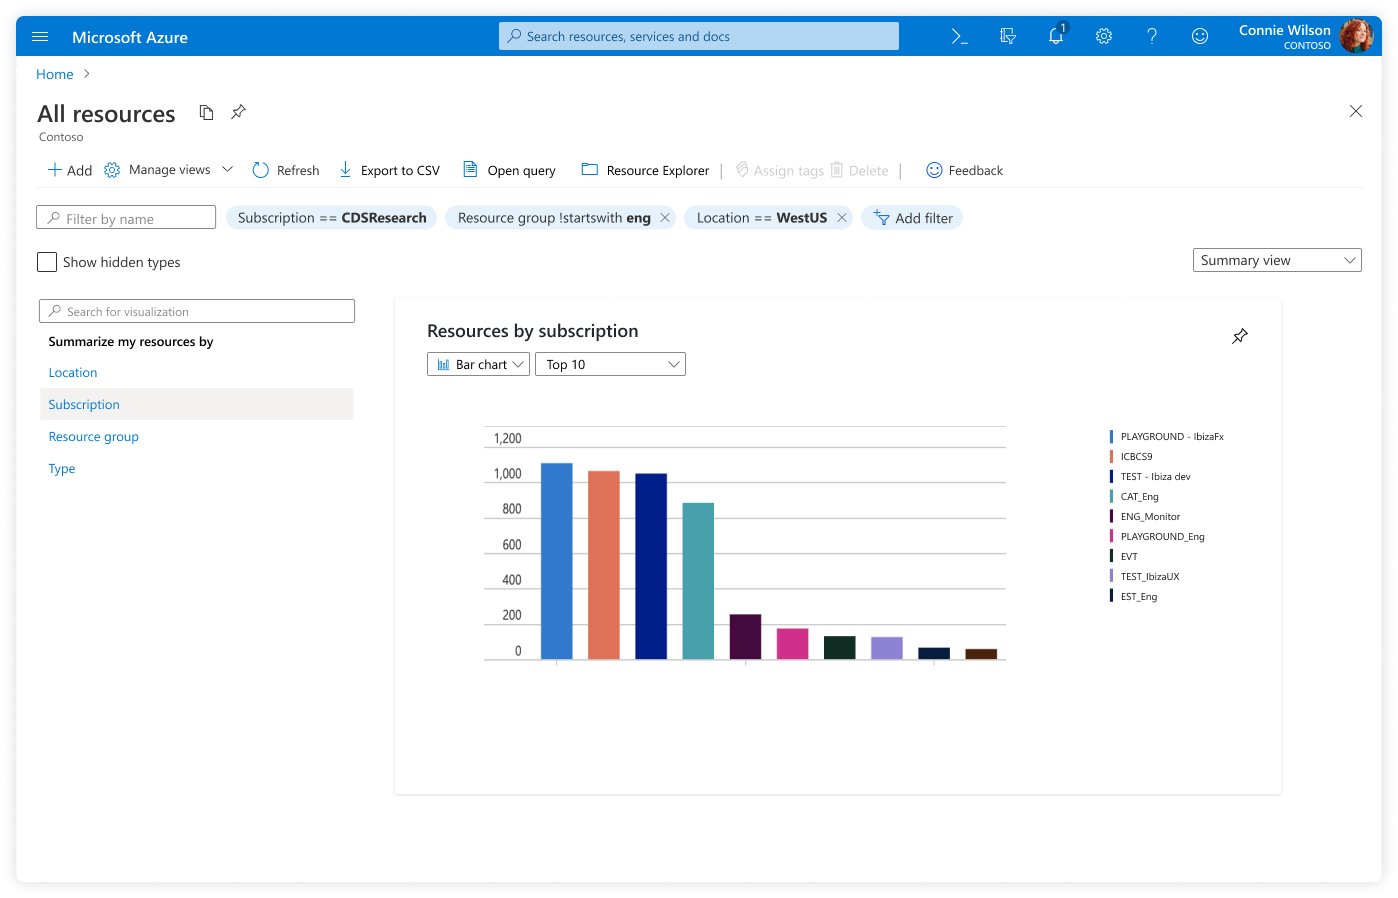 Microsoft Azure
Search resources, services and docs
1
Connie Wilson
CONTOSO
Home
All resources
Contoso
Add Manage views Refresh Export to CSV Open query Resource Explorer | Assign tags Delete | Feedback
Filter by name
Subscription == CDSResearch
Resource group !startswith eng
Location == WestUS
Add filter
Show hidden types
Summary view
Search for visualization
Summarize my resources by
Location
Subscription
Resource group
Type
Resources by subscription
Bar chart
Top 10
1,200
1,000
800
600
400
200
0
PLAYGROUND - IbizaFx
ICBCS9
TEST - Ibiza dev
CAT_Eng
ENG_Monitor
PLAYGROUND_Eng
EVT
TEST_IbizaUX
EST_Eng